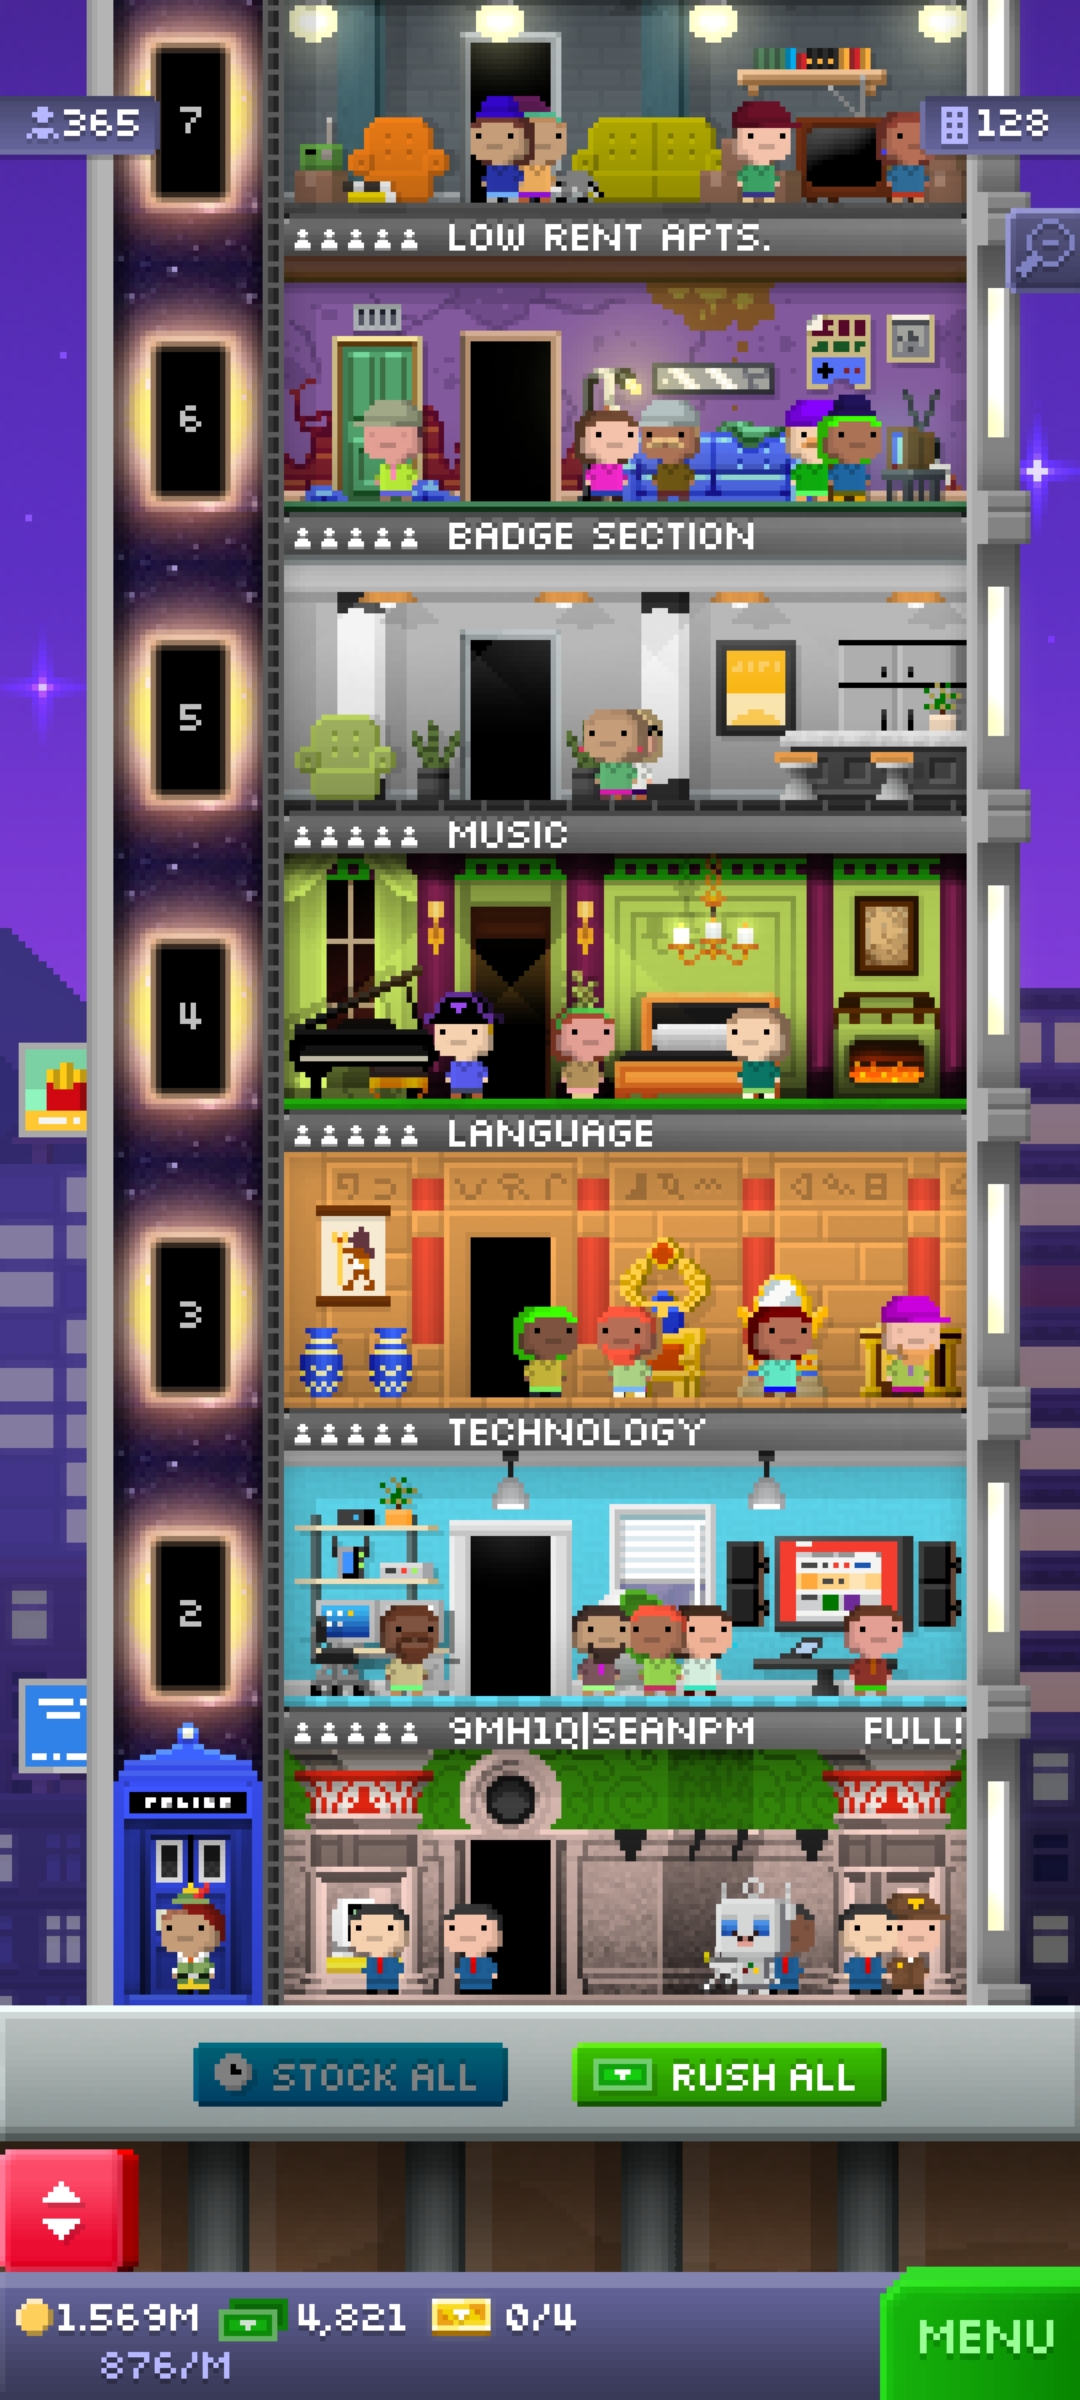 7
365
128
LOW RENT APTS.
6
BADGE SECTION
5
MUSIC
4
LANGUAGE
3
TECHNOLOGY
2
9MH1Q|SEANPM FULL!
POLICE
STOCK ALL
RUSH ALL
1.569M 4,821 0/4
876/M
MENU